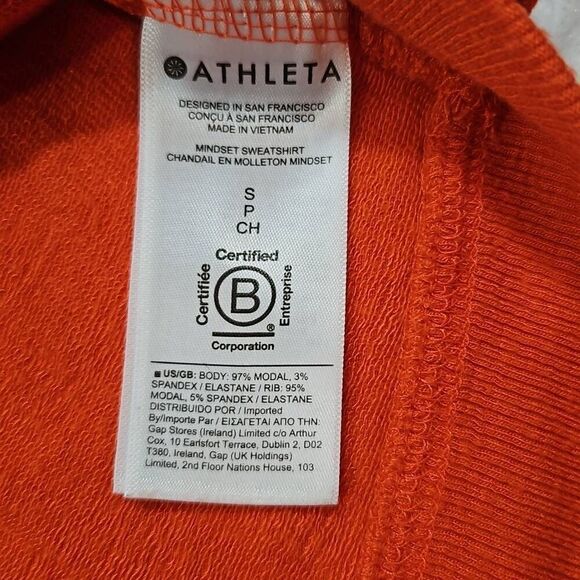 ATHLETA
DESIGNED IN SAN FRANCISCO
CONÇU À SAN FRANCISCO
MADE IN VIETNAM
MINDSET SWEATSHIRT
CHANDAIL EN MOLLETON MINDSET
S
P
CH
Certified
Certifiée
B
®
Entreprise
Corporation
■ US/GB: BODY: 97% MODAL, 3%
SPANDEX / ELASTANE / RIB: 95%
MODAL, 5% SPANDEX / ELASTANE
DISTRIBUIDO POR / Imported
By/Importe Par / ΕΙΣΑΓΕΤΑΙ ΑΠΟ ΤΗΝ:
Gap Stores (Ireland) Limited c/o Arthur
Cox, 10 Earlsfort Terrace, Dublin 2, D02
T380, Ireland, Gap (UK Holdings)
Limited, 2nd Floor Nations House, 103